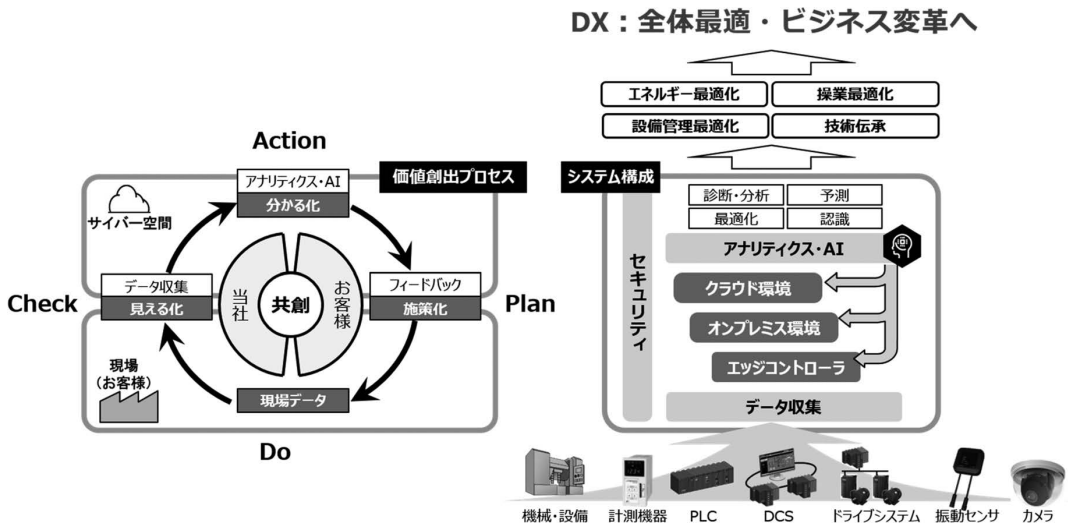 DX：全体最適・ビジネス変革へ
エネルギー最適化
操業最適化
設備管理最適化
技術伝承
Action
価値創出プロセス
アナリティクス・AI
分かる化
サイバー空間
データ収集
見える化
フィードバック
施策化
当社
共創
お客様
Check
Plan
現場
（お客様）
現場データ
Do
システム構成
セキュリティ
診断・分析
予測
最適化
認識
アナリティクス・AI
クラウド環境
オンプレミス環境
エッジコントローラ
データ収集
機械・設備
計測機器
PLC
DCS
ドライブシステム
振動センサ
カメラ